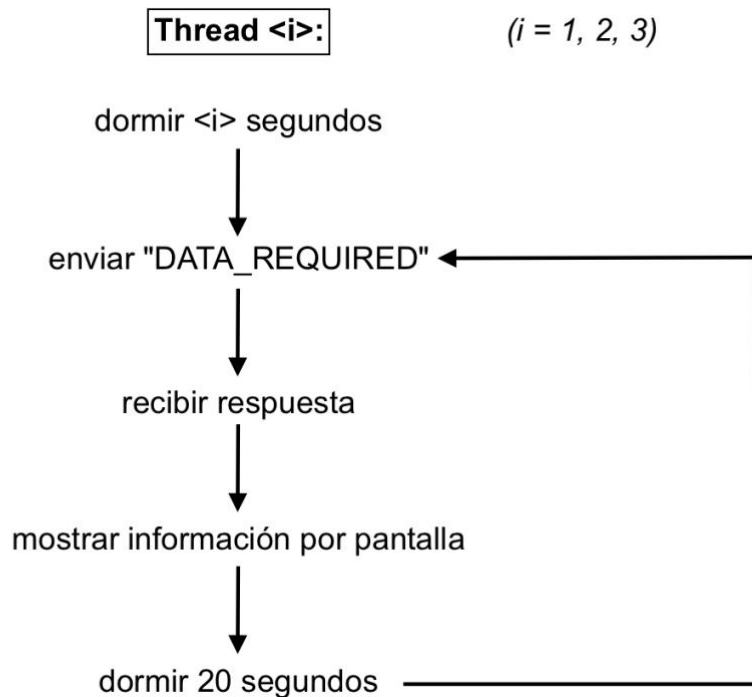 Thread <i>: (i = 1, 2, 3)
dormir <i> segundos
enviar "DATA_REQUIRED"
recibir respuesta
mostrar información por pantalla
dormir 20 segundos